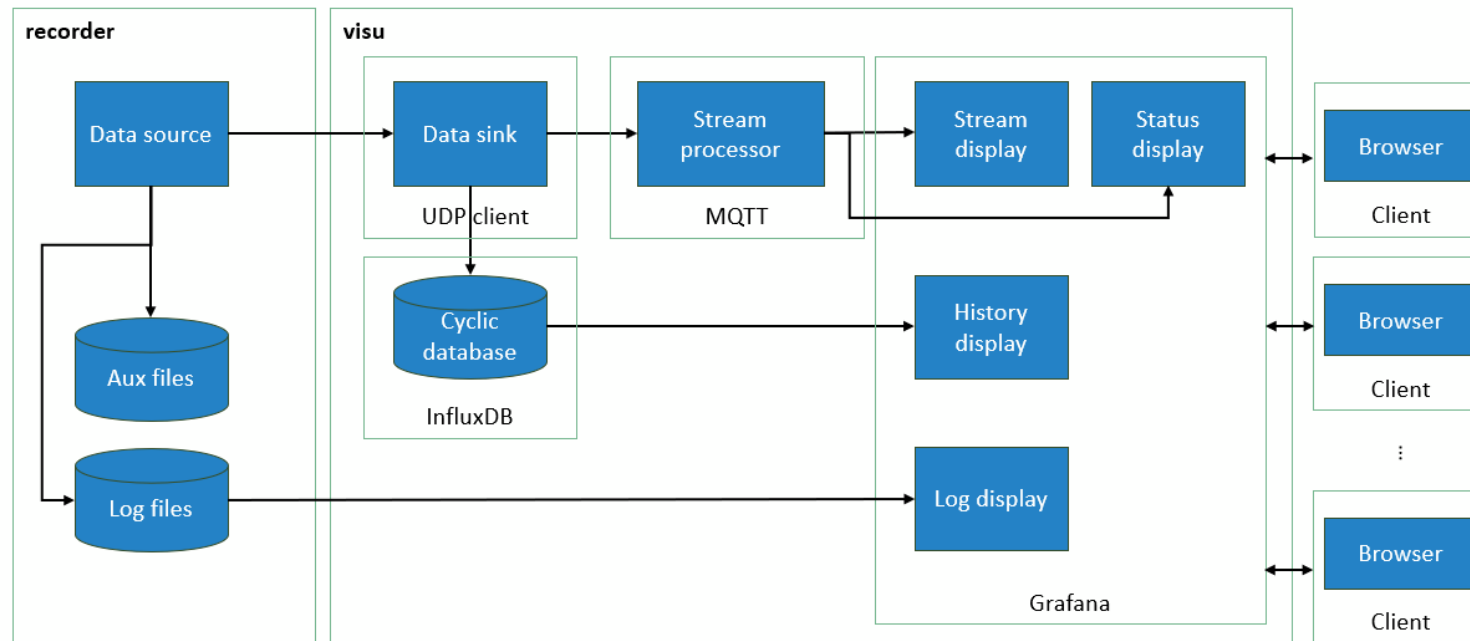 recorder
visu
Data source
Data sink
Stream
processor
Stream
display
Status
display
Browser
UDP client
MQTT
Client
Aux files
Cyclic
database
History
display
Browser
InfluxDB
Client
⋮
Log files
Log display
Browser
Grafana
Client